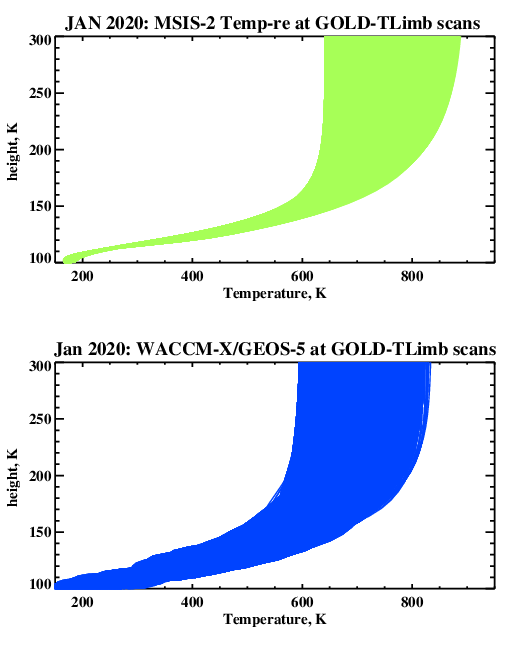 JAN 2020: MSIS-2 Temp-re at GOLD-TLimb scans
300
250
200
150
100
height, K
200 400 600 800
Temperature, K
Jan 2020: WACCM-X/GEOS-5 at GOLD-TLimb scans
300
250
200
150
100
height, K
200 400 600 800
Temperature, K